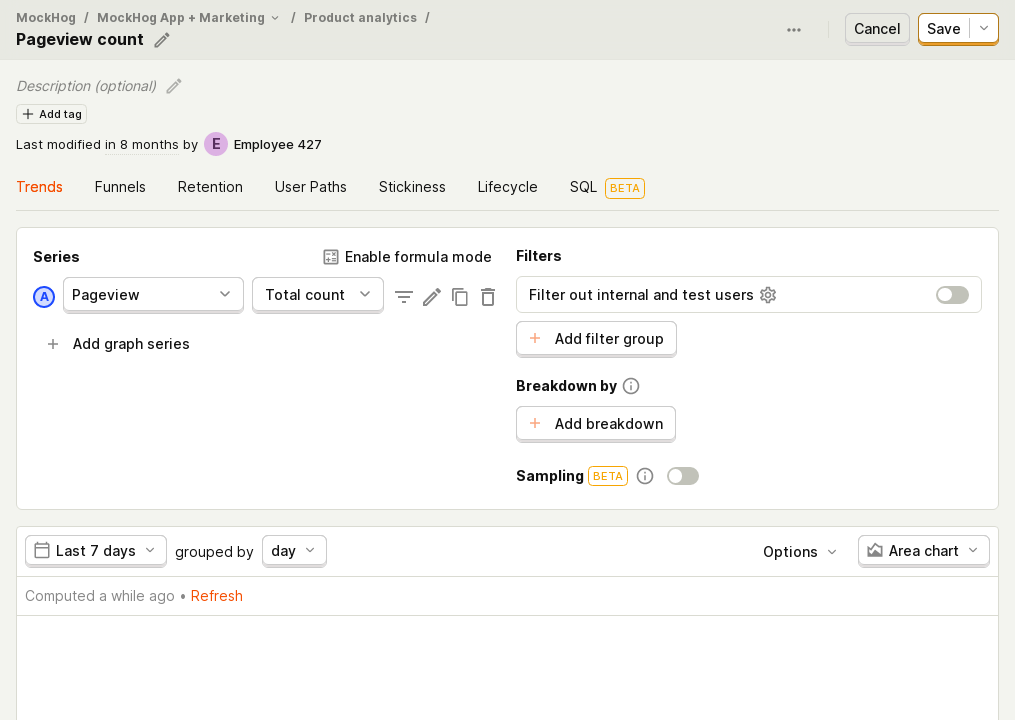 MockHog / MockHog App + Marketing / Product analytics /
Pageview count
Cancel
Save
Description (optional)
Add tag
Last modified in 8 months by E Employee 427
Trends Funnels Retention User Paths Stickiness Lifecycle SQL BETA
Series
Enable formula mode
A Pageview Total count
Add graph series
Filters
Filter out internal and test users
Add filter group
Breakdown by
Add breakdown
Sampling BETA
Last 7 days grouped by day Options Area chart
Computed a while ago • Refresh